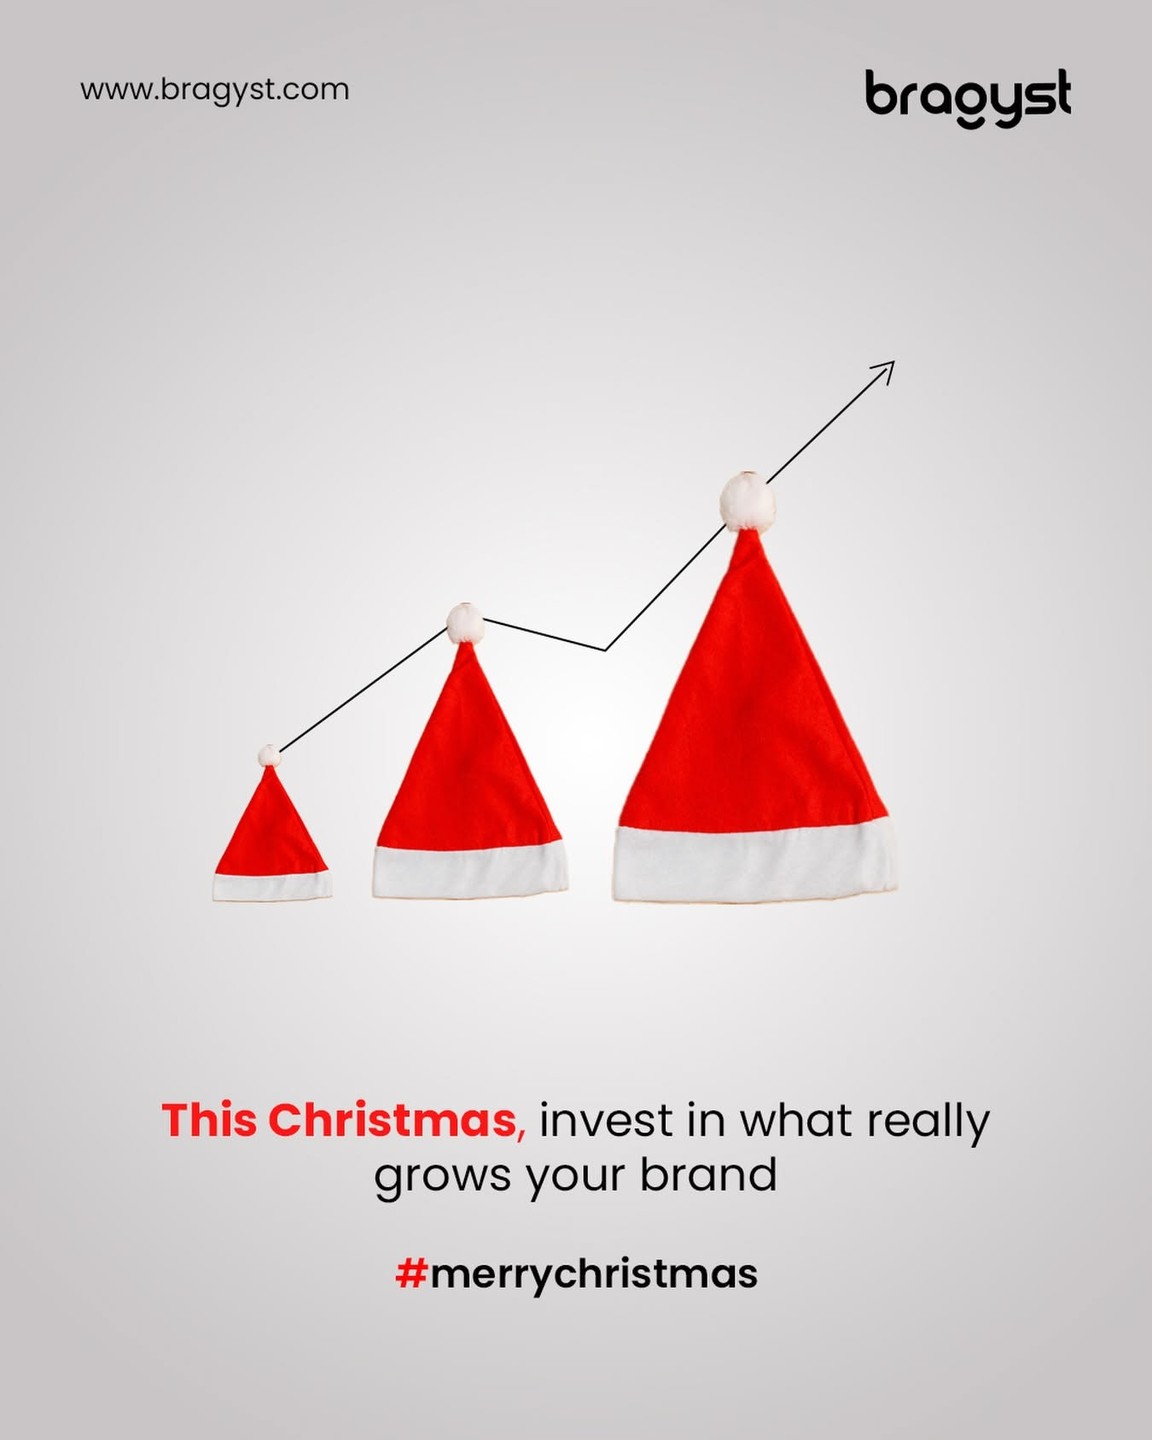 www.bragyst.com
bragyst
This Christmas, invest in what really
grows your brand
#merrychristmas